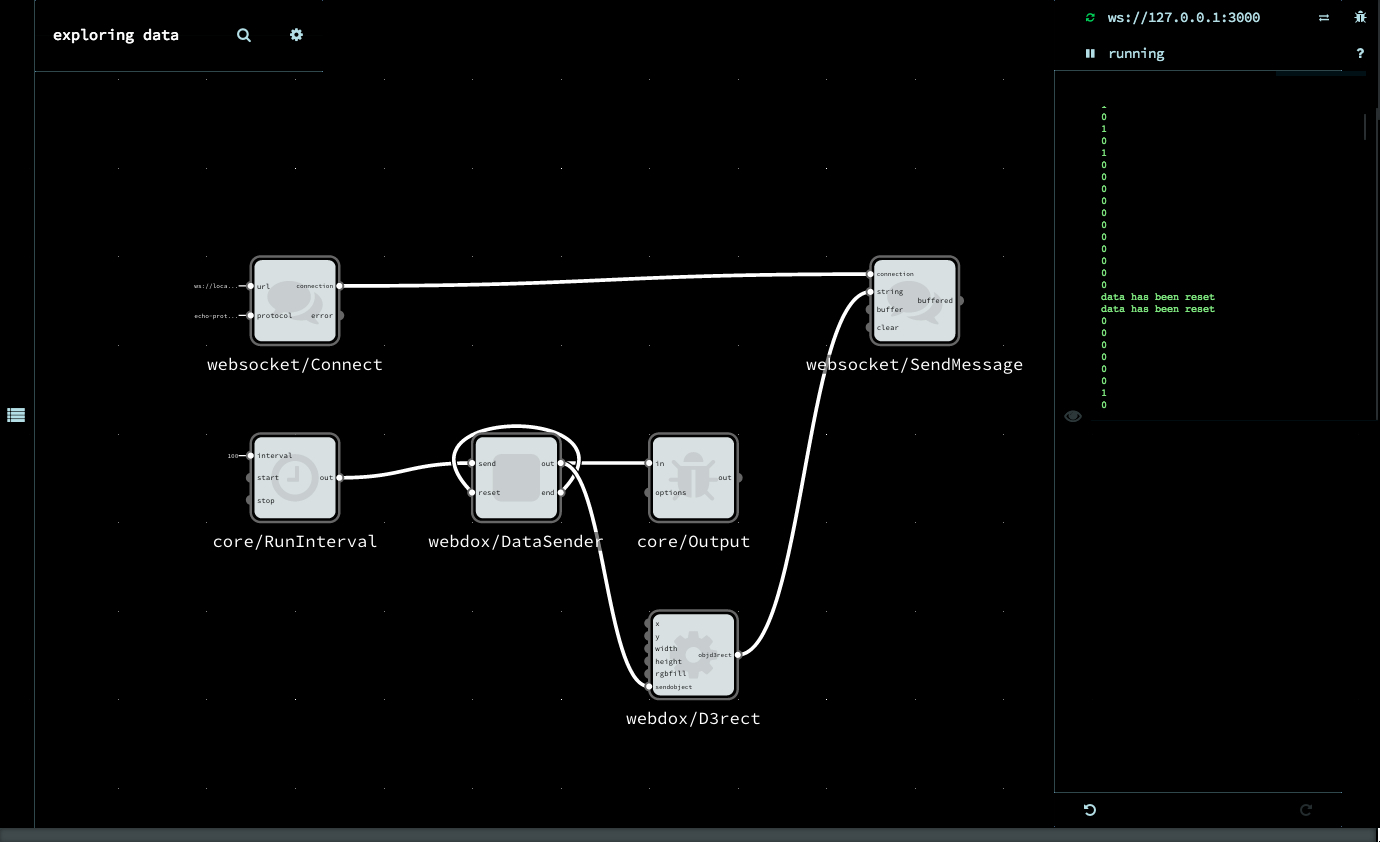 exploring data
ws://127.0.0.1:3000
running
?
0
1
0
1
0
0
0
0
0
0
0
0
0
0
0
data has been reset
data has been reset
0
0
0
0
0
0
1
0
ws://loca...
url
connection
echo-prot...
protocol
error
websocket/Connect
connection
string
buffered
buffer
clear
websocket/SendMessage
100
interval
start
out
stop
core/RunInterval
send
out
reset
end
webdox/DataSender
in
out
options
core/Output
x
y
width
objd3rect
height
rgbfill
sendobject
webdox/D3rect